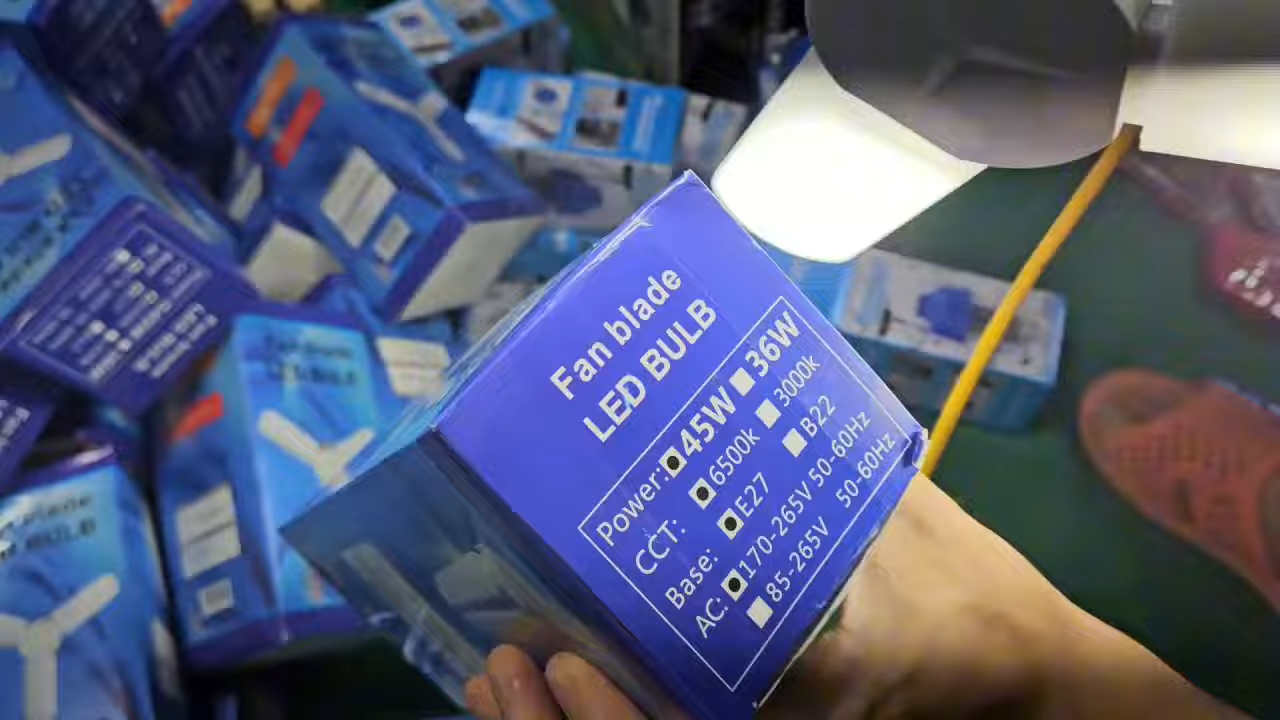 Fan blade
LED BULB
Power: 45W 36W
CCT: 6500k 3000k
Base: E27 B22
AC: 170-265V 50-60Hz
85-265V 50-60Hz